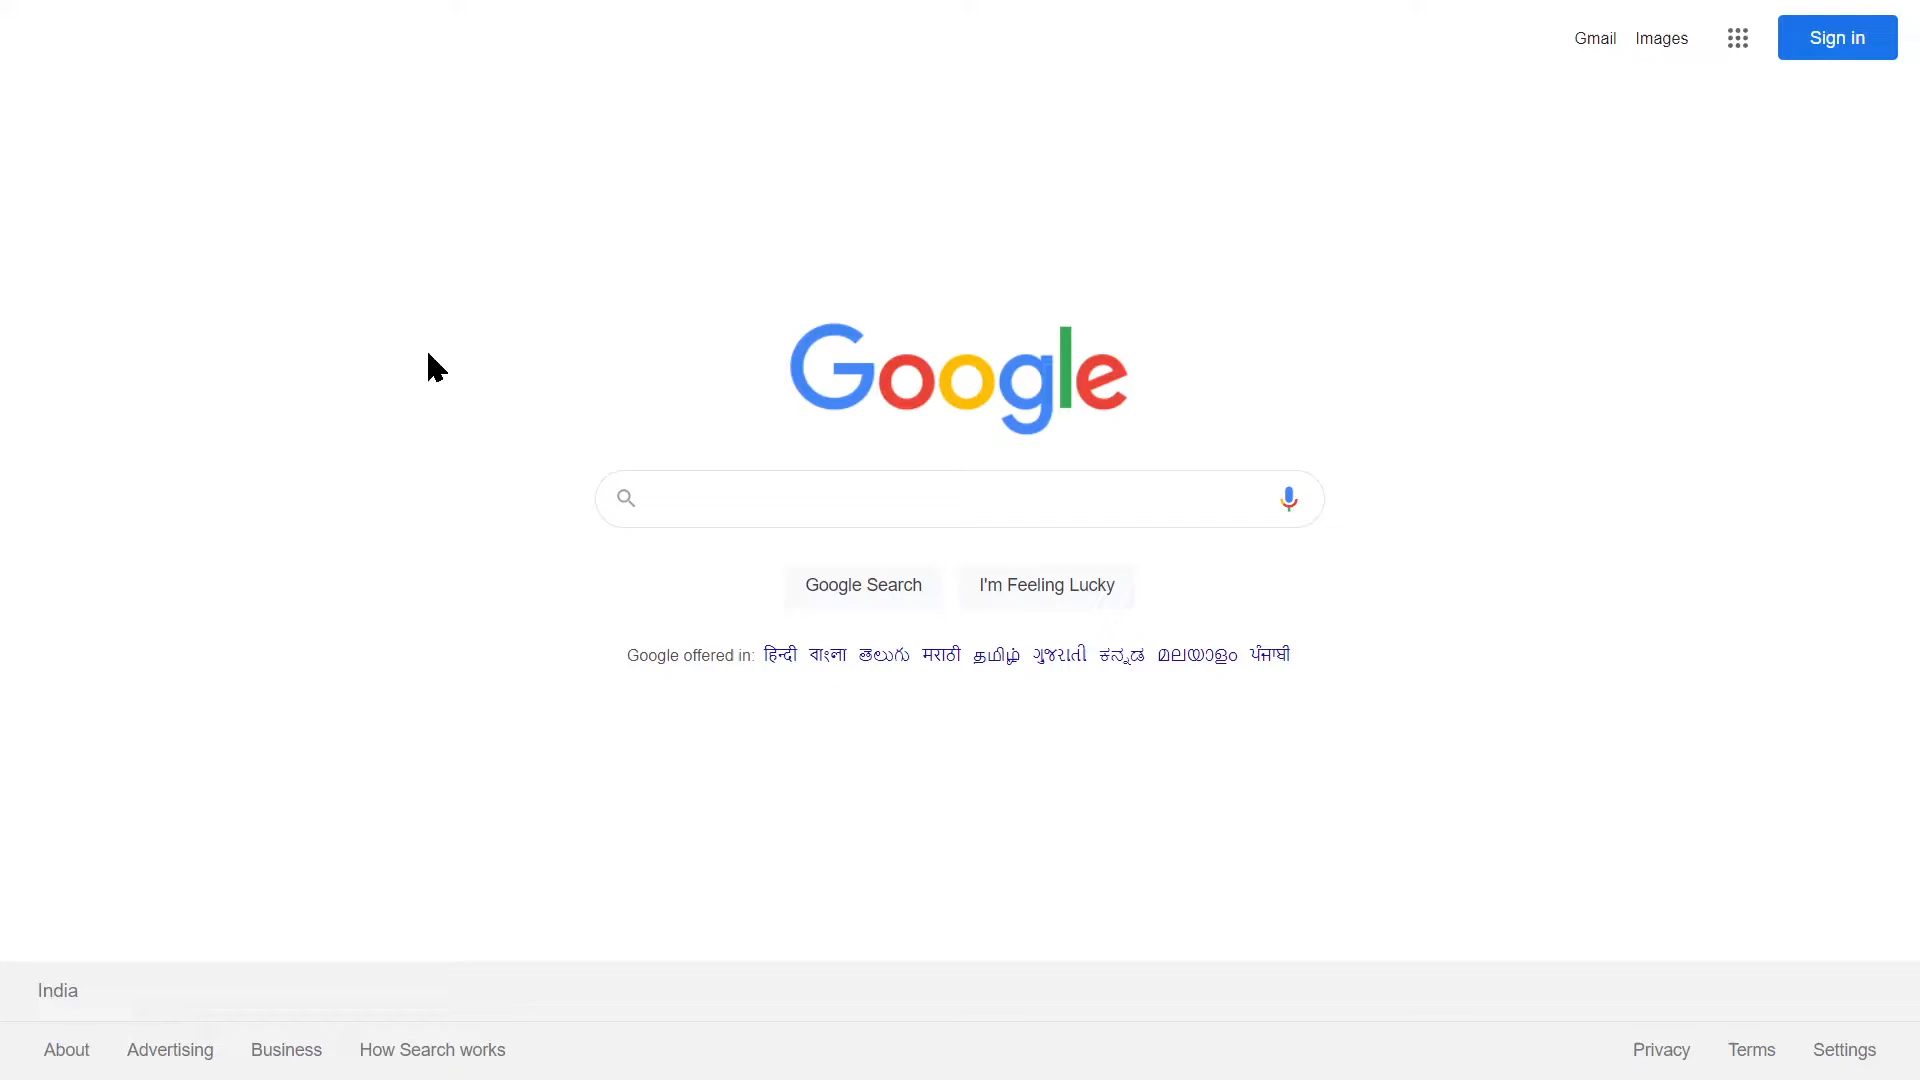 Gmail Images Sign in
Google
Google Search I'm Feeling Lucky
Google offered in: हिन्दी বাংলা తెలుగు मराठी தமிழ் ગુજરાતી ಕನ್ನಡ മലയാളം ਪੰਜਾਬੀ
India
About Advertising Business How Search works Privacy Terms Settings